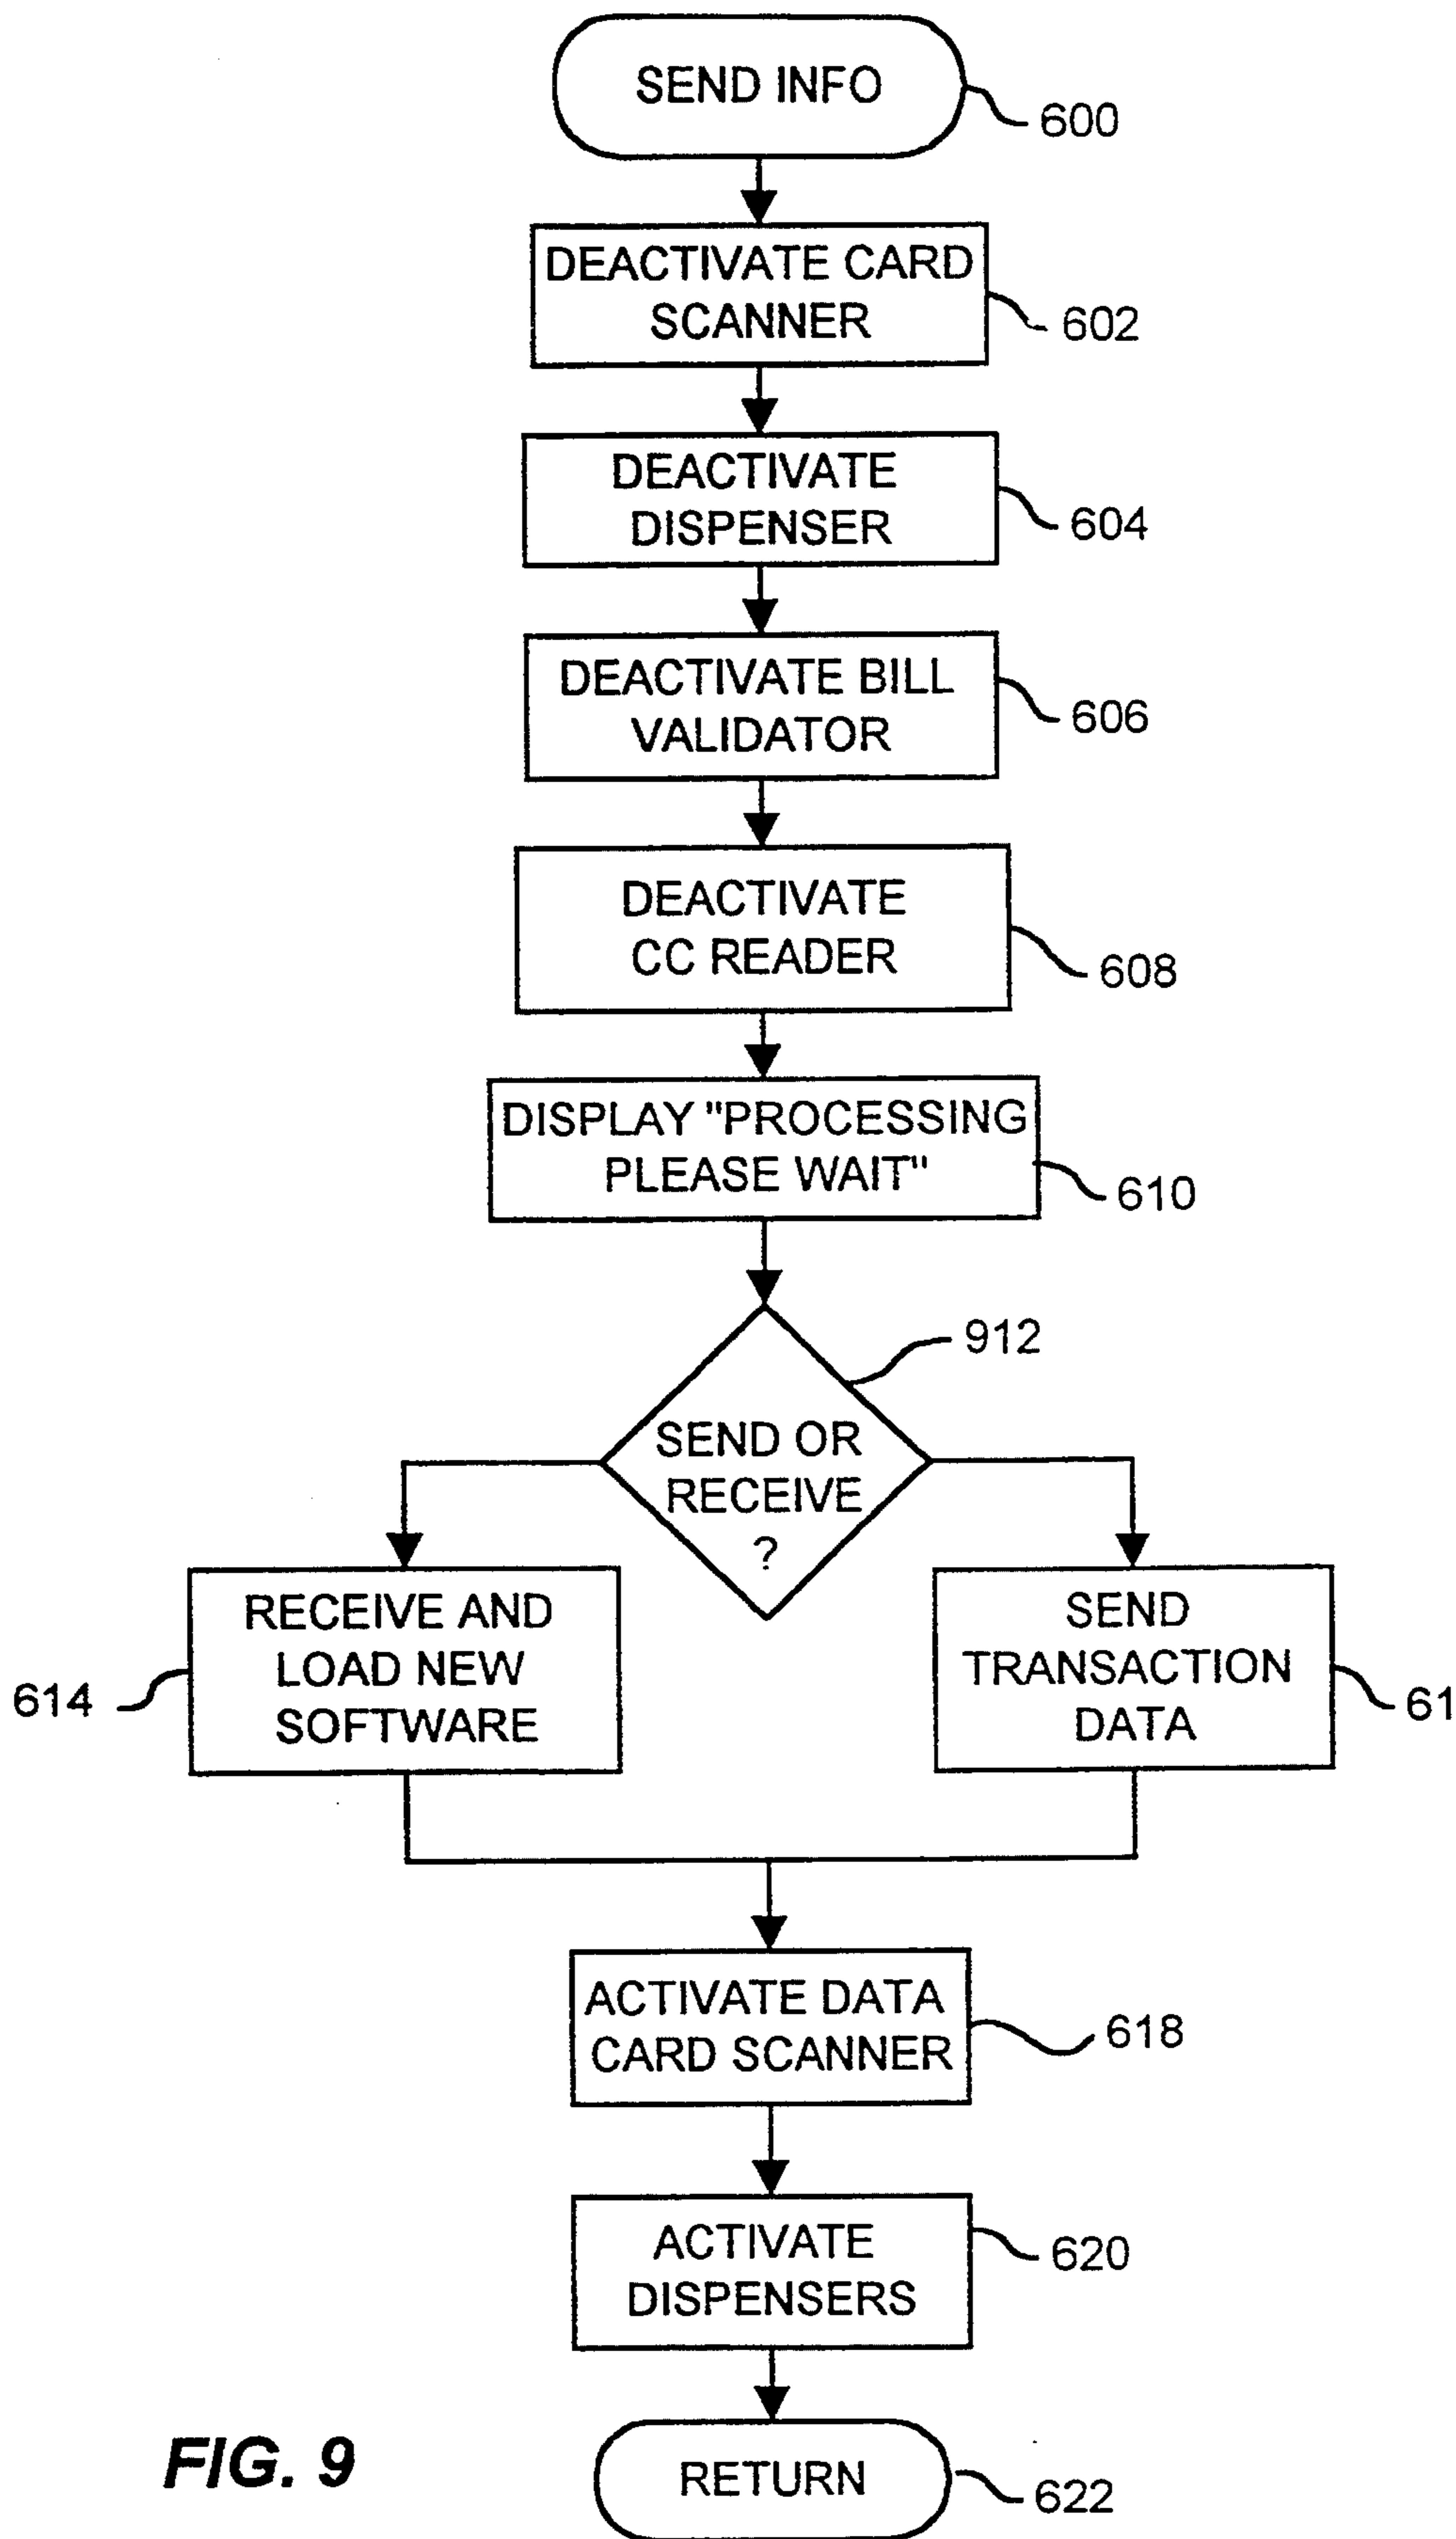 SEND INFO
600
DEACTIVATE CARD
SCANNER
602
DEACTIVATE
DISPENSER
604
DEACTIVATE BILL
VALIDATOR
606
DEACTIVATE
CC READER
608
DISPLAY "PROCESSING
PLEASE WAIT"
610
912
SEND OR
RECEIVE
?
RECEIVE AND
LOAD NEW
SOFTWARE
614
SEND
TRANSACTION
DATA
61
ACTIVATE DATA
CARD SCANNER
618
ACTIVATE
DISPENSERS
620
RETURN
622
FIG. 9